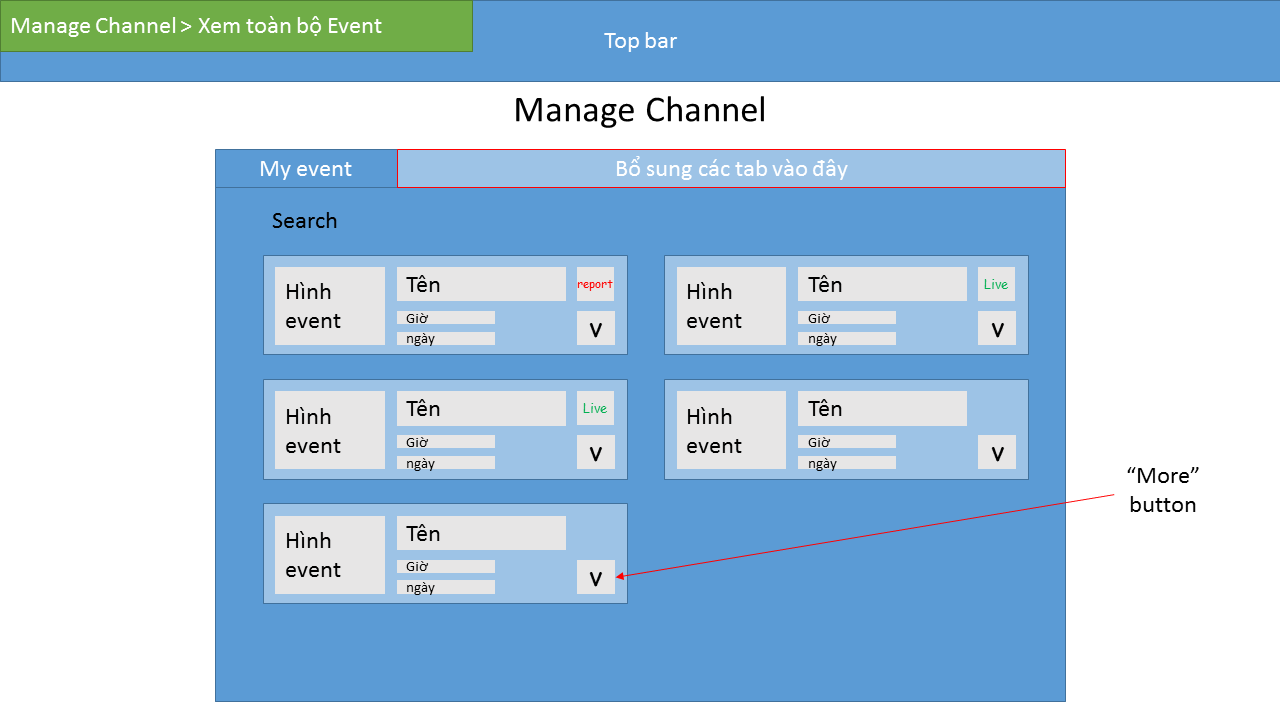 Manage Channel > Xem toàn bộ Event
Top bar
Manage Channel
My event
Bổ sung các tab vào đây
Search
Hình
event
Tên
report
Giờ
ngày
V
Hình
event
Tên
Live
Giờ
ngày
V
Hình
event
Tên
Live
Giờ
ngày
V
Hình
event
Tên
Giờ
ngày
V
“More”
button
Hình
event
Tên
Giờ
ngày
V